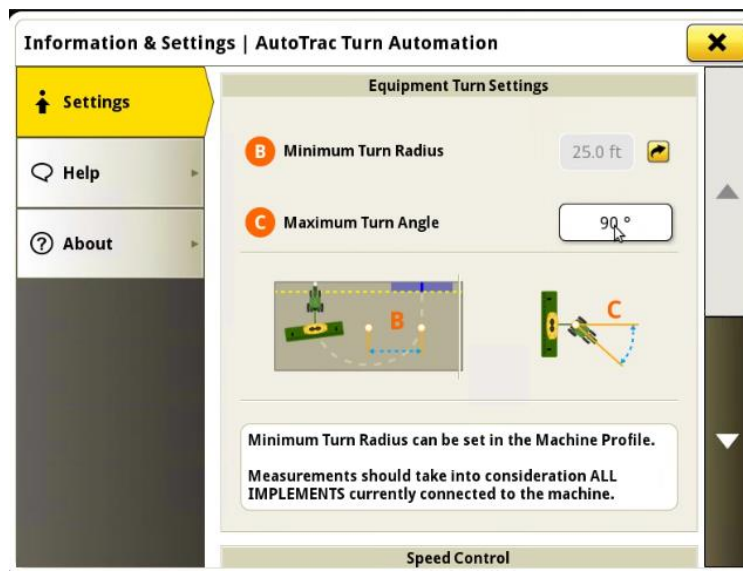 Information & Settings | AutoTrac Turn Automation
Settings
Help
About
Equipment Turn Settings
B Minimum Turn Radius 25.0 ft
C Maximum Turn Angle 90 °
B
C
Minimum Turn Radius can be set in the Machine Profile.
Measurements should take into consideration ALL
IMPLEMENTS currently connected to the machine.
Speed Control